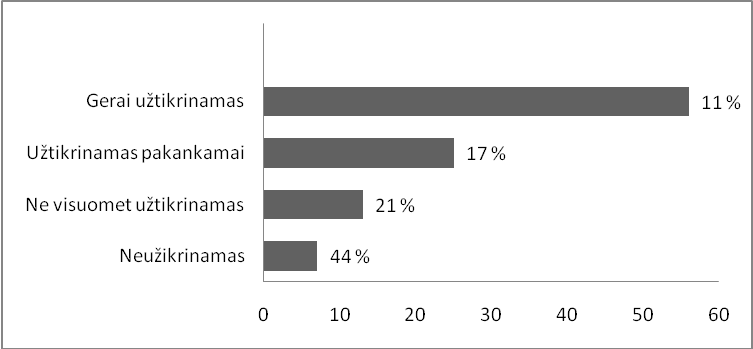 Gerai užtikrinamas 11 %
Užtikrinamas pakankamai 17 %
Ne visuomet užtikrinamas 21 %
Neužikrinamas 44 %
0 10 20 30 40 50 60